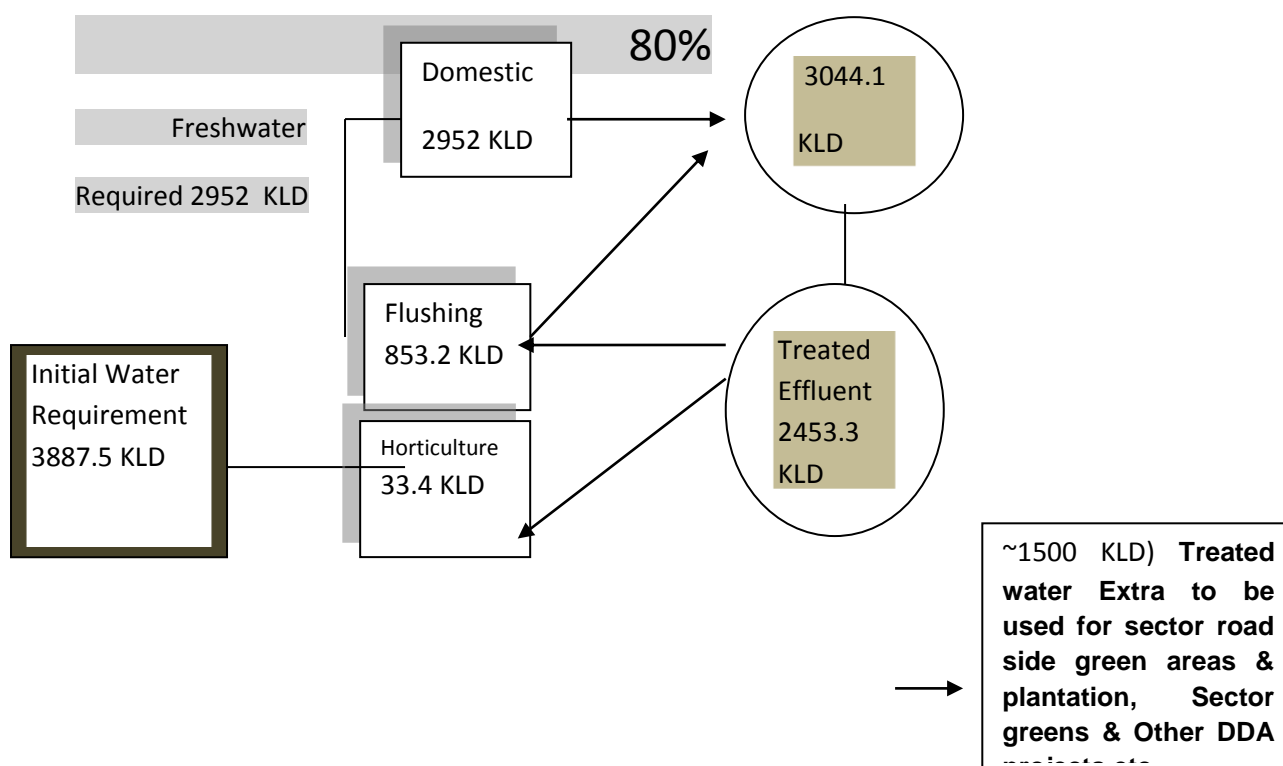 80%
Domestic
2952 KLD
3044.1
KLD
Freshwater
Required 2952 KLD
Flushing
853.2 KLD
Initial Water
Requirement
3887.5 KLD
Horticulture
33.4 KLD
Treated
Effluent
2453.3
KLD
~1500 KLD) Treated
water Extra to be
used for sector road
side green areas &
plantation, Sector
greens & Other DDA
projects etc